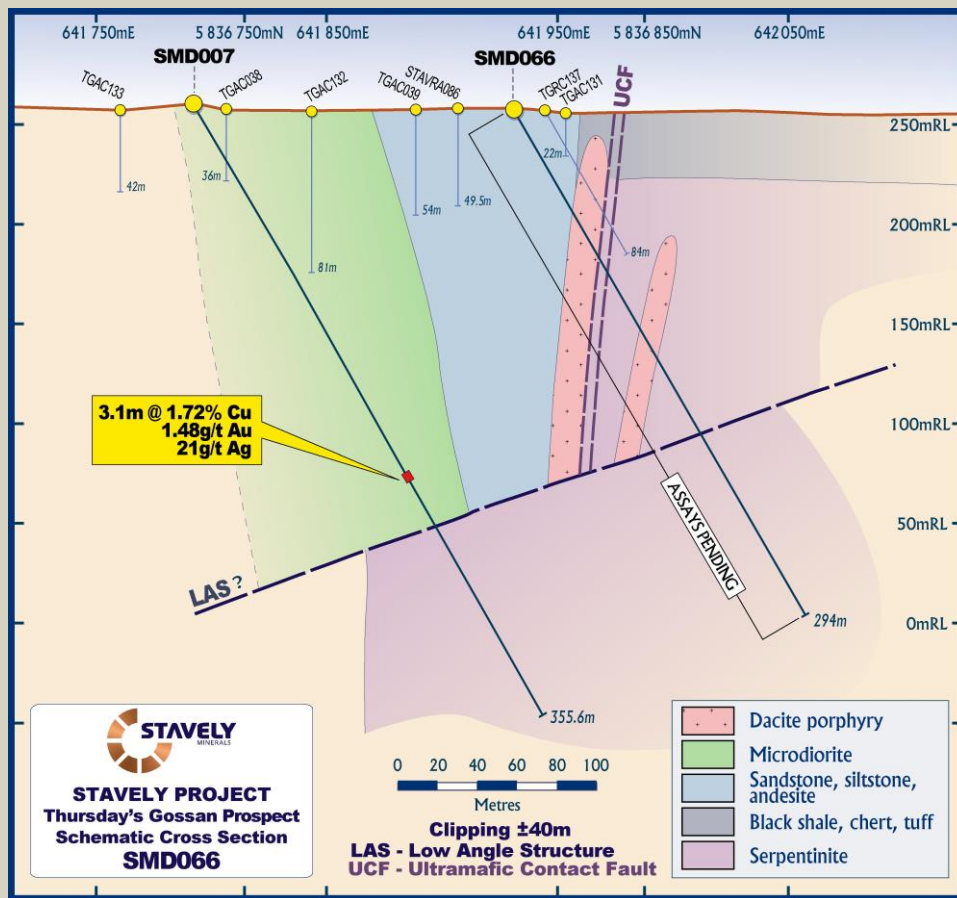 641 750mE
5 836 750mN
641 850mE
641 950mE
5 836 850mN
642 050mE
SMD007
SMD066
TGAC133
TGAC038
TGAC132
TGAC039
STAVRA086
TGRC137
TGAC131
UCF
250mRL
200mRL
150mRL
100mRL
50mRL
0mRL
42m
36m
81m
54m
49.5m
22m
84m
3.1m @ 1.72% Cu
1.48g/t Au
21g/t Ag
LAS ?
ASSAYS PENDING
294m
355.6m
STAVELY
MINERALS
STAVELY PROJECT
Thursday's Gossan Prospect
Schematic Cross Section
SMD066
0 20 40 60 80 100
Metres
Clipping ±40m
LAS - Low Angle Structure
UCF - Ultramafic Contact Fault
Dacite porphyry
Microdiorite
Sandstone, siltstone,
andesite
Black shale, chert, tuff
Serpentinite